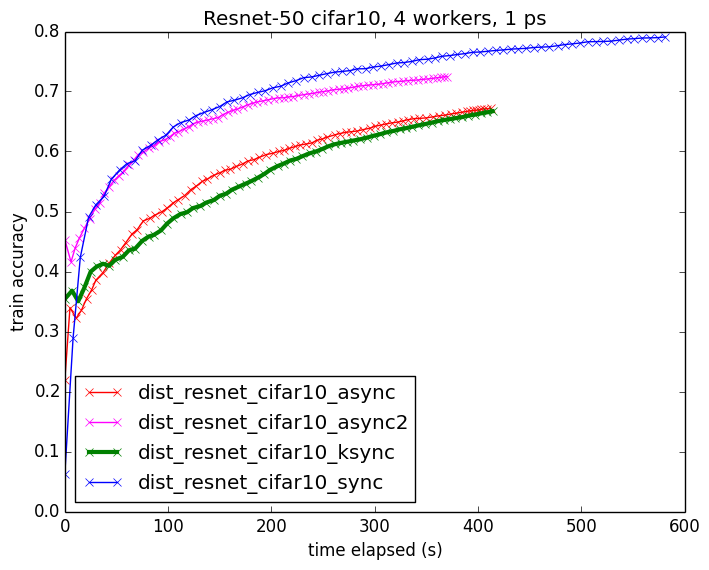 Resnet-50 cifar10, 4 workers, 1 ps
0.8
0.7
0.6
0.5
0.4
0.3
0.2
0.1
0.0
train accuracy
dist_resnet_cifar10_async
dist_resnet_cifar10_async2
dist_resnet_cifar10_ksync
dist_resnet_cifar10_sync
0 100 200 300 400 500 600
time elapsed (s)